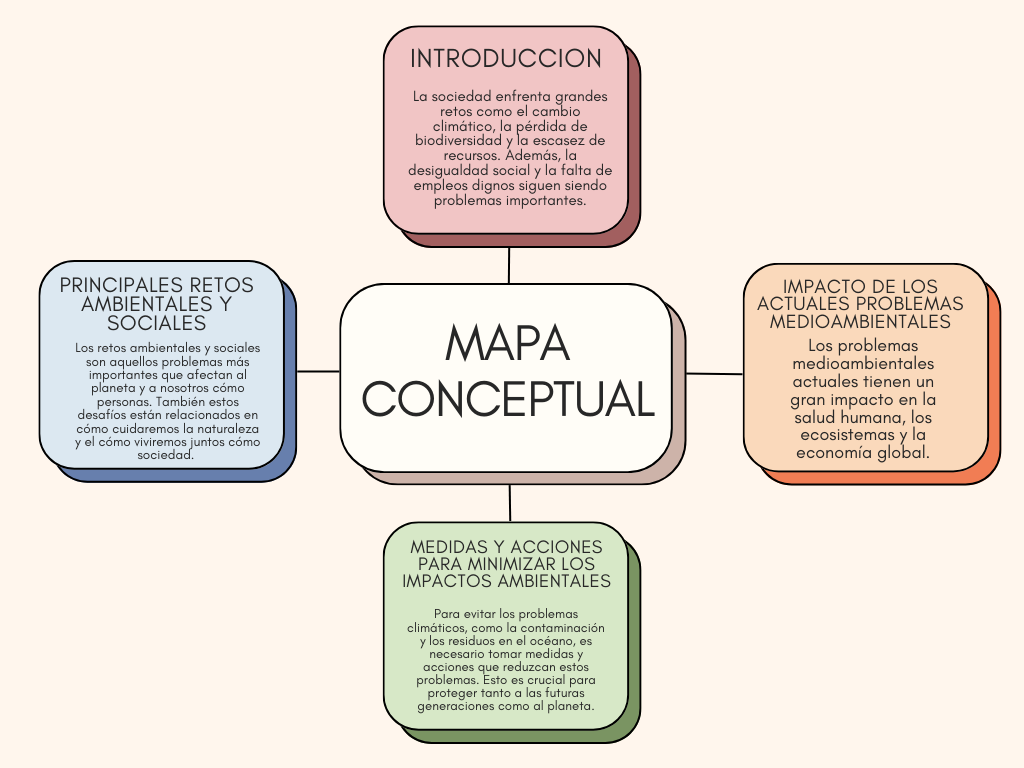 INTRODUCCION
La sociedad enfrenta grandes
retos como el cambio
climático, la pérdida de
biodiversidad y la escasez de
recursos. Además, la
desigualdad social y la falta de
empleos dignos siguen siendo
problemas importantes.
PRINCIPALES RETOS
AMBIENTALES Y
SOCIALES
Los retos ambientales y sociales
son aquellos problemas más
importantes que afectan al
planeta y a nosotros cómo
personas. También estos
desafíos están relacionados en
cómo cuidaremos la naturaleza
y el cómo viviremos juntos cómo
sociedad.
MAPA
CONCEPTUAL
IMPACTO DE LOS
ACTUALES PROBLEMAS
MEDIOAMBIENTALES
Los problemas
medioambientales
actuales tienen un
gran impacto en la
salud humana, los
ecosistemas y la
economía global.
MEDIDAS Y ACCIONES
PARA MINIMIZAR LOS
IMPACTOS AMBIENTALES
Para evitar los problemas
climáticos, como la contaminación
y los residuos en el océano, es
necesario tomar medidas y
acciones que reduzcan estos
problemas. Esto es crucial para
proteger tanto a las futuras
generaciones como al planeta.